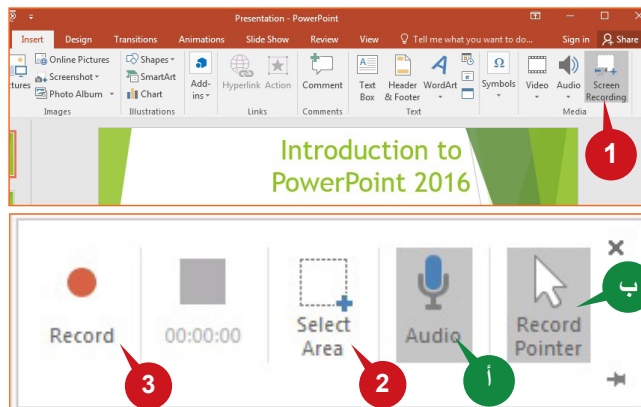 Presentation - PowerPoint
Insert Design Transitions Animations Slide Show Review View Tell me what you want to do... Sign in Share
Online Pictures
Screenshot
Photo Album
Images
Shapes
SmartArt
Chart
Illustrations
Add-
ins
Hyperlink Action
Links
Comment
Comments
Text
Box
Header
& Footer
WordArt
Text
Symbols
Video
Audio
Screen
Recording
Media
1
Introduction to
PowerPoint 2016
Record
3
00:00:00
Select
Area
2
Audio
أ
Record
Pointer
ب